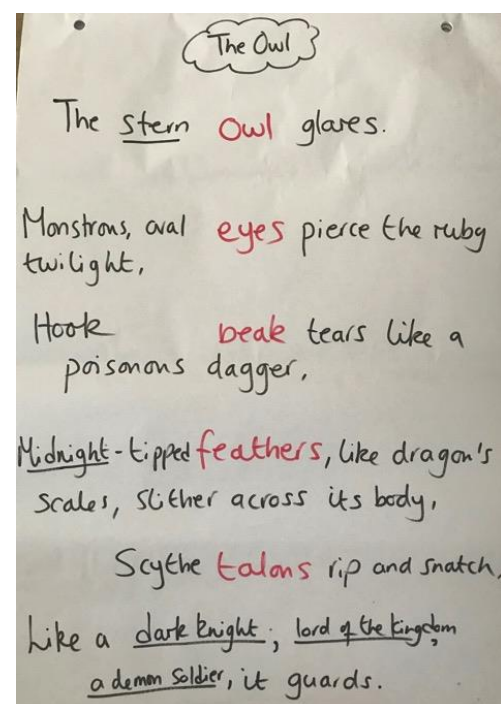 The Owl
The stern owl glares.
Monstrous, oval eyes pierce the ruby
twilight,
Hook beak tears like a
poisonous dagger,
Midnight-tipped feathers, like dragon's
scales, slither across its body,
Scythe talons rip and snatch,
Like a dark knight, lord of the kingdom,
a demon soldier, it guards.